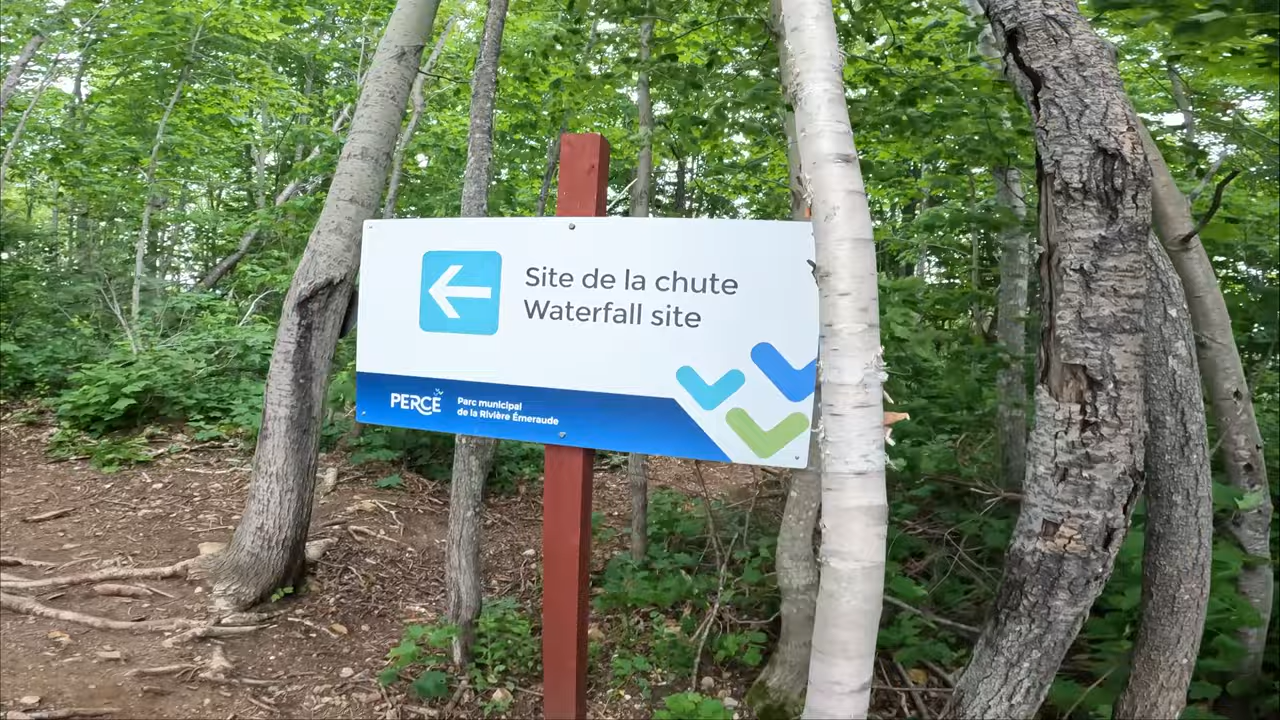 Site de la chute
Waterfall site
PERCÉ
Parc municipal
de la Rivière Émeraude